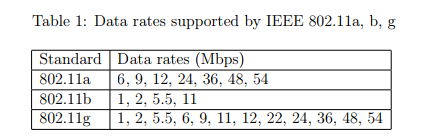 Table 1: Data rates supported by IEEE 802.11a, b, g
Standard Data rates (Mbps)
802.11a 6, 9, 12, 24, 36, 48, 54
802.11b 1, 2, 5.5, 11
802.11g 1, 2, 5.5, 6, 9, 11, 12, 22, 24, 36, 48, 54